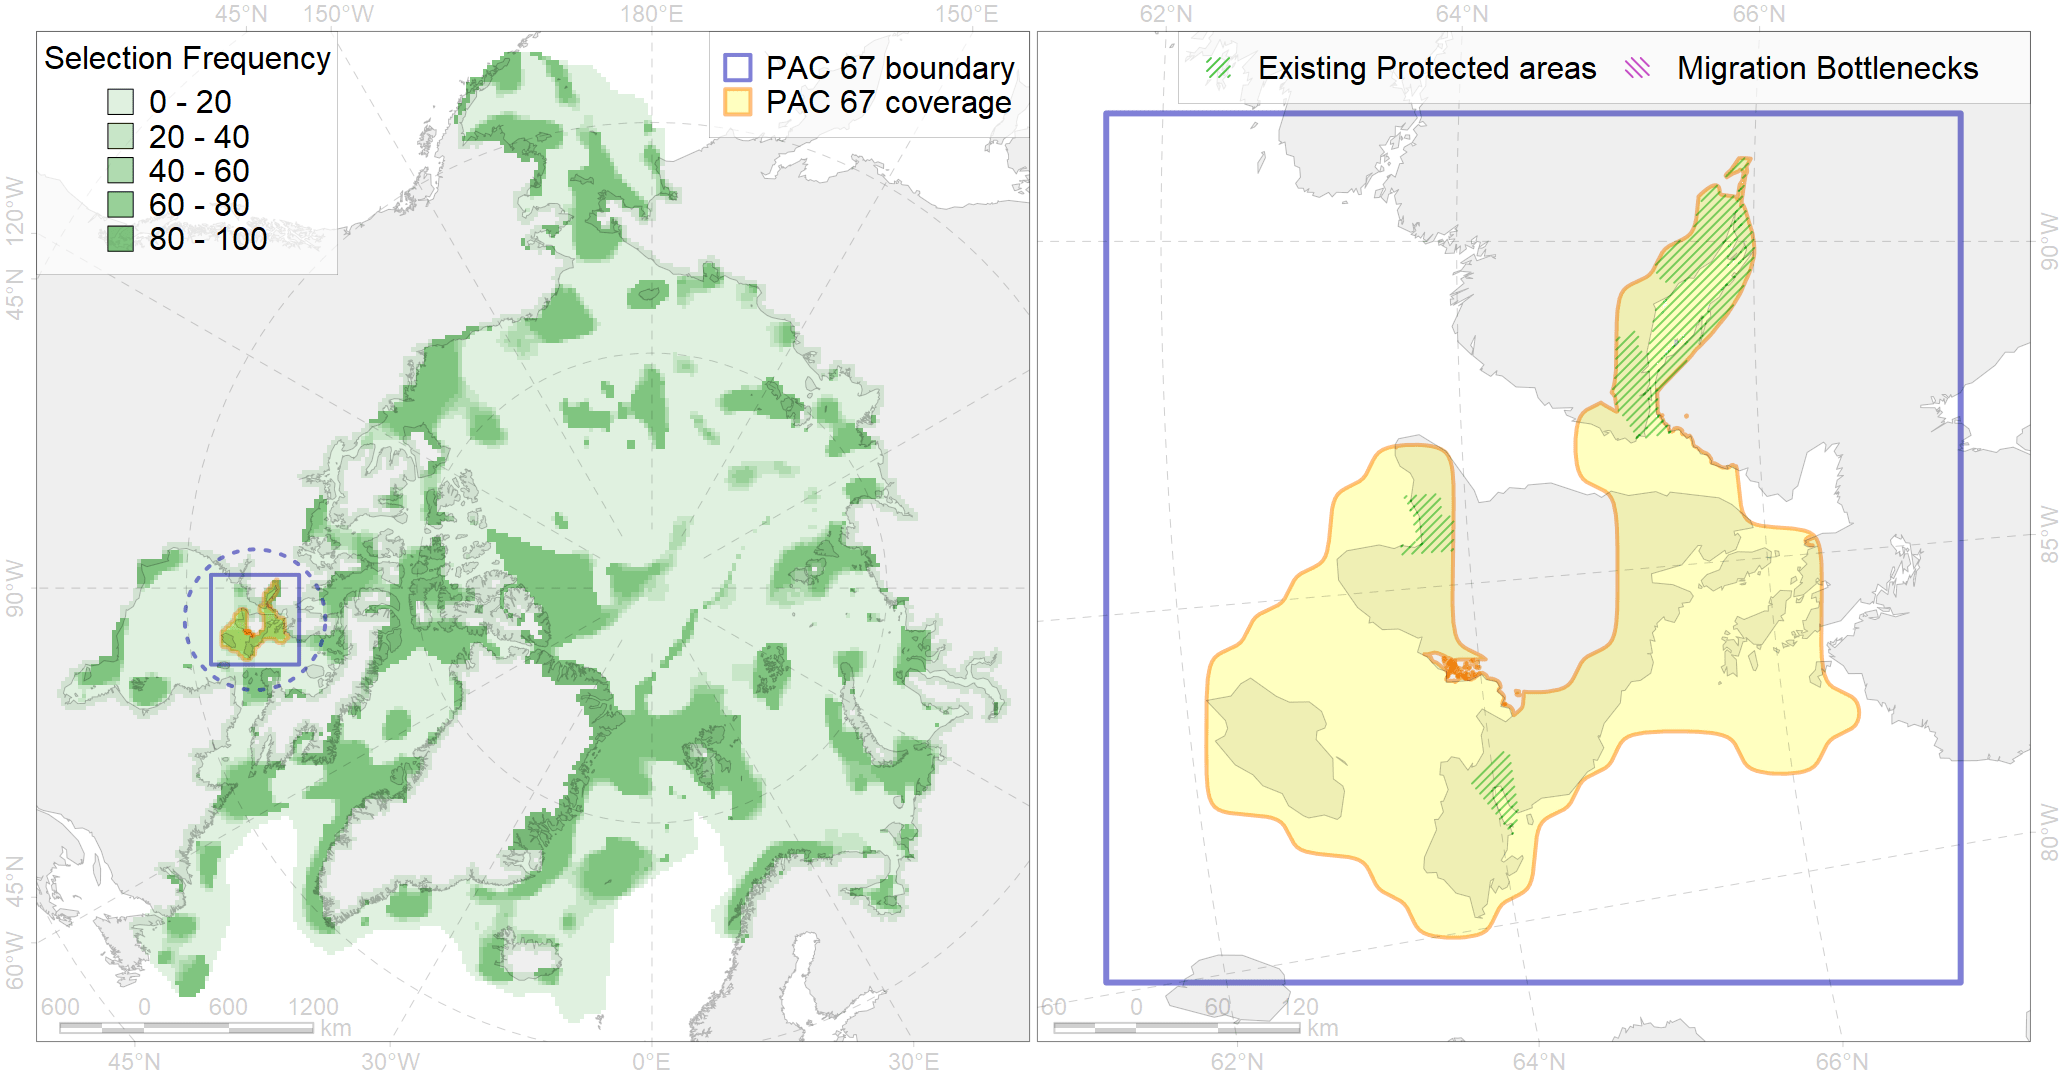 45°N 150°W 180°E 150°E 62°N 64°N 66°N
Selection Frequency
0 - 20
20 - 40
40 - 60
60 - 80
80 - 100
PAC 67 boundary
PAC 67 coverage
Existing Protected areas Migration Bottlenecks
120°W
45°N
90°W
45°N
60°W
90°W
85°W
80°W
600 0 600 1200
km
60 0 60 120
km
45°N 30°W 0°E 30°E 62°N 64°N 66°N